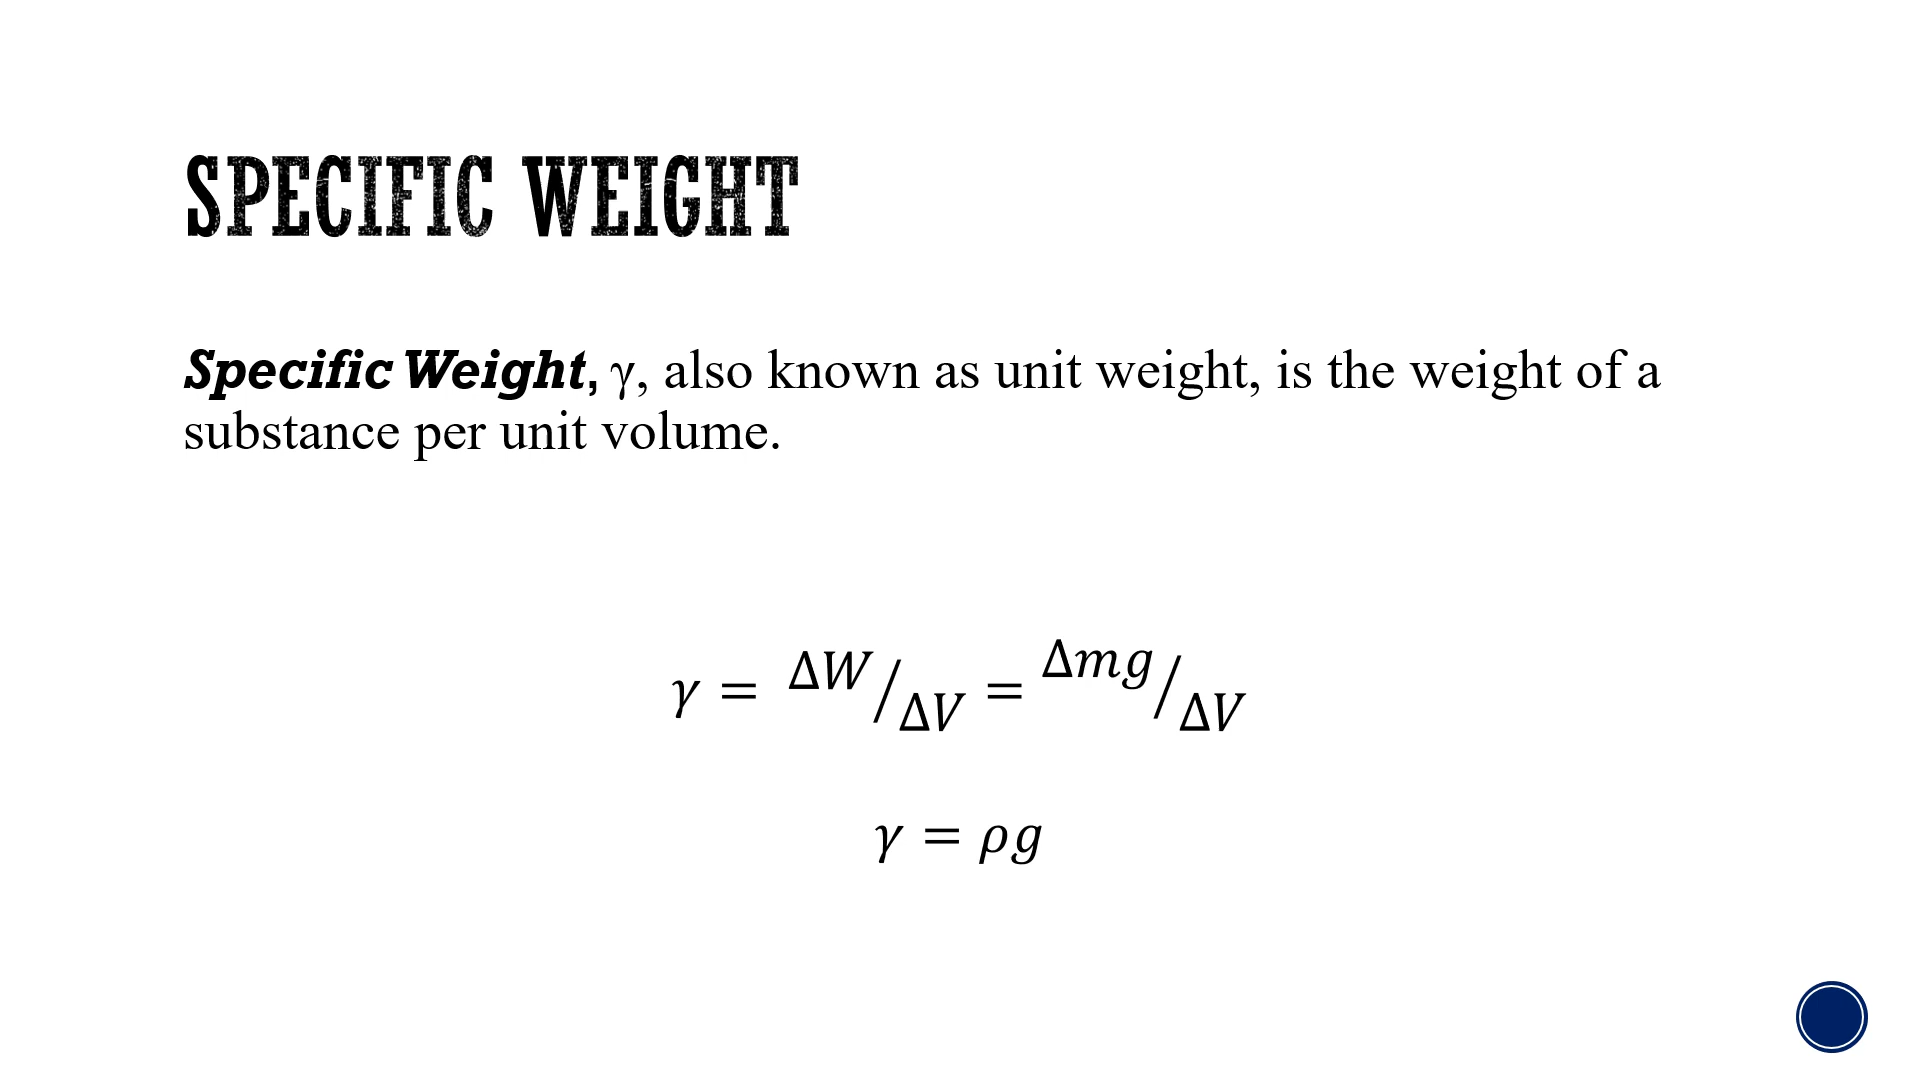 SPECIFIC WEIGHT
Specific Weight, γ, also known as unit weight, is the weight of a
substance per unit volume.
γ = ΔW/ΔV = Δmg/ΔV
γ = ρg